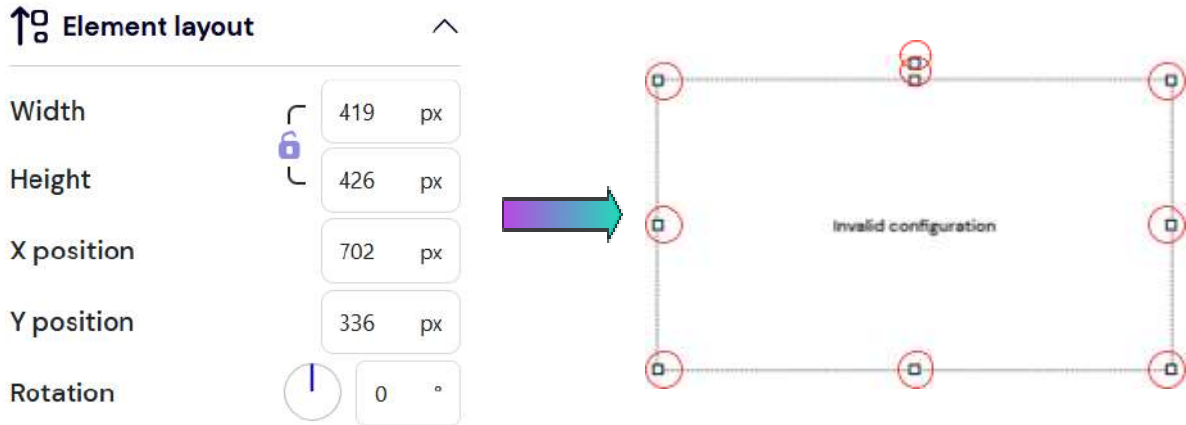 Element layout
Width 419 px
Height 426 px
X position 702 px
Y position 336 px
Rotation 0 °
Invalid configuration